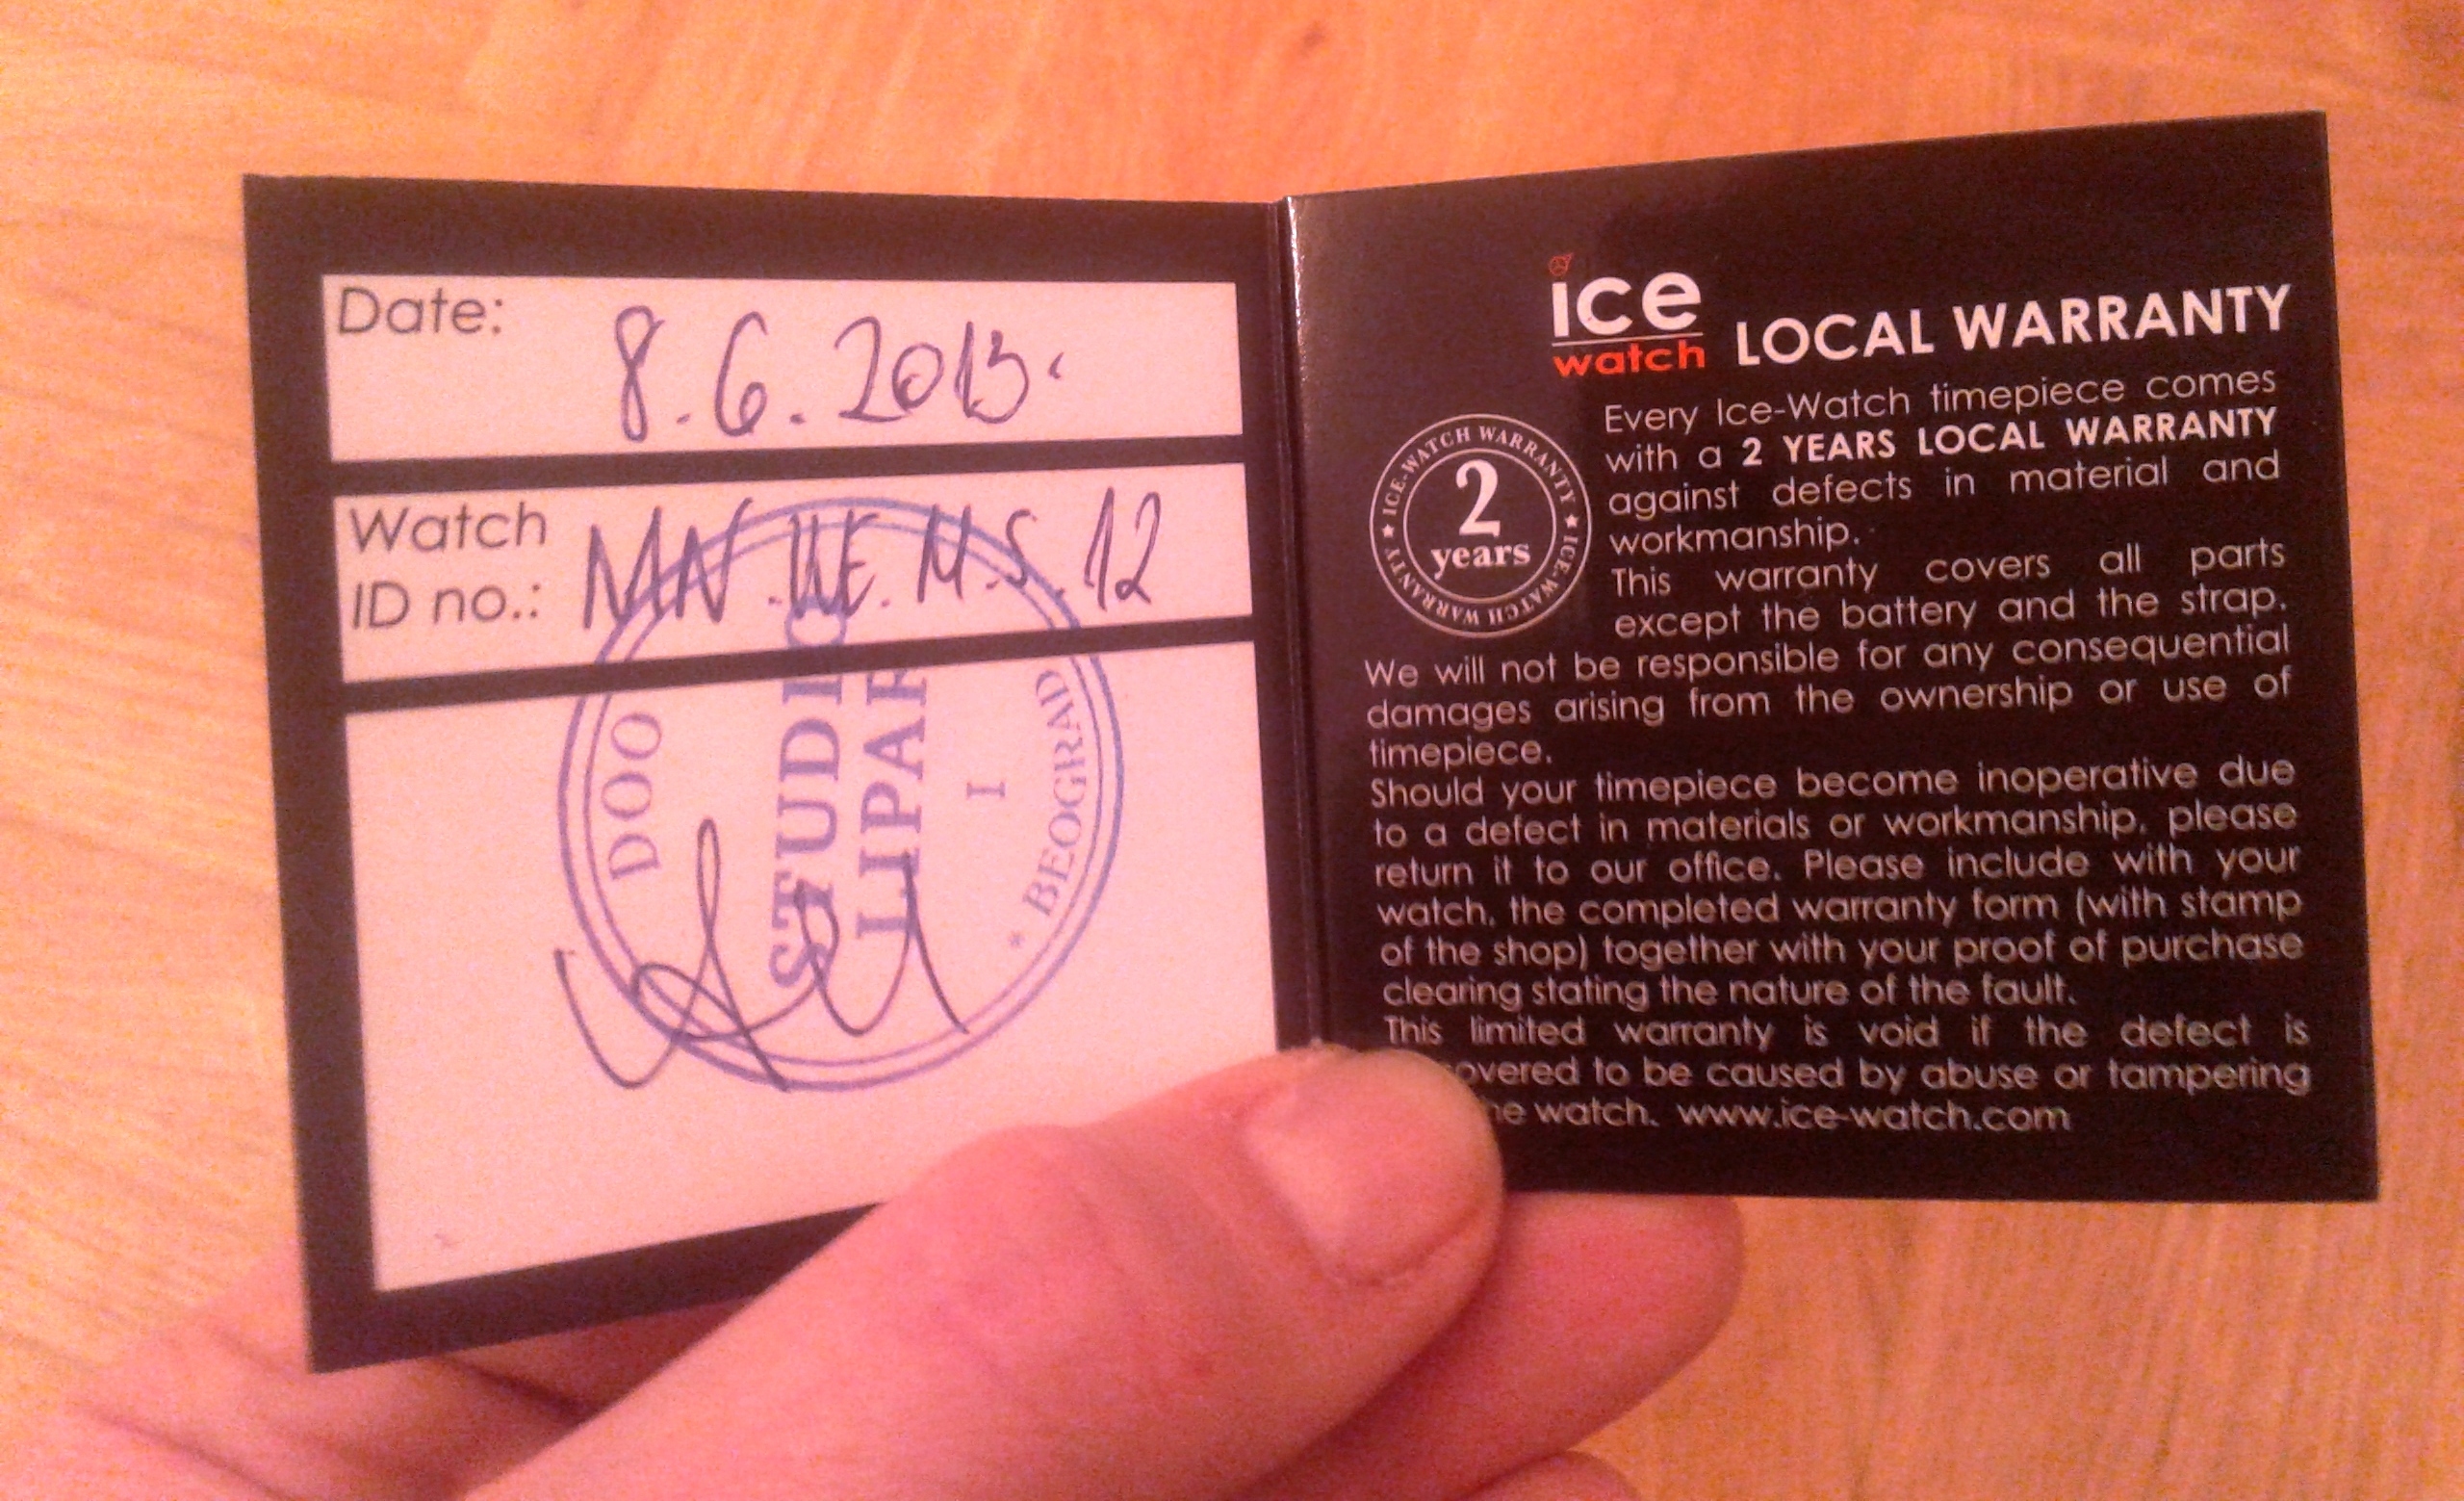 Date: 8.6.2013.
Watch
ID no.: MN.WE.M.S.12
DOO
STUDIO
LIPAR
I
* BEOGRAD
ice
watch
LOCAL WARRANTY
ICE-WATCH WARRANTY ★ ICE-WATCH WARRANTY ★
2
years
Every Ice-Watch timepiece comes
with a 2 YEARS LOCAL WARRANTY
against defects in material and
workmanship.
This warranty covers all parts
except the battery and the strap.
We will not be responsible for any consequential
damages arising from the ownership or use of
timepiece.
Should your timepiece become inoperative due
to a defect in materials or workmanship, please
return it to our office. Please include with your
watch, the completed warranty form (with stamp
of the shop) together with your proof of purchase
clearing stating the nature of the fault.
This limited warranty is void if the defect is
overed to be caused by abuse or tampering
he watch. www.ice-watch.com